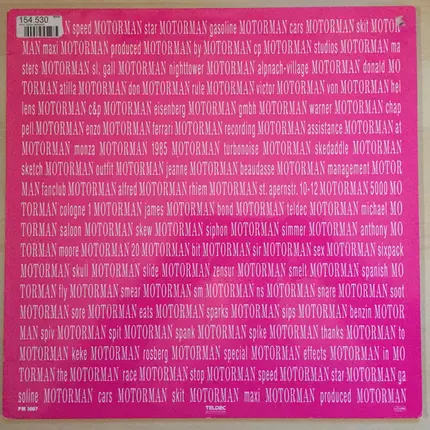 154.530
N speed MOTORMAN star MOTORMAN gasoline MOTORMAN cars MOTORMAN skit MOTOR
MAN maxi MOTORMAN produced MOTORMAN by MOTORMAN cp MOTORMAN studios MOTORMAN ma
sters MOTORMAN st. gall MOTORMAN nighttower MOTORMAN alpnach-village MOTORMAN donald MO
TORMAN atilla MOTORMAN don MOTORMAN rule MOTORMAN victor MOTORMAN von MOTORMAN hel
lens MOTORMAN c&p MOTORMAN eisenberg MOTORMAN gmbh MOTORMAN warner MOTORMAN chap
pell MOTORMAN enzo MOTORMAN ferrari MOTORMAN recording MOTORMAN assistance MOTORMAN at
MOTORMAN monza MOTORMAN 1985 MOTORMAN turbonoise MOTORMAN skedaddle MOTORMAN
sketch MOTORMAN outfit MOTORMAN jeanne MOTORMAN beaudasse MOTORMAN management MOTOR
MAN fanclub MOTORMAN alfred MOTORMAN rhiem MOTORMAN st. apernstr. 10-12 MOTORMAN 5000 MO
TORMAN cologne 1 MOTORMAN james MOTORMAN bond MOTORMAN teldec MOTORMAN michael MO
TORMAN saloon MOTORMAN skew MOTORMAN siphon MOTORMAN simmer MOTORMAN anthony MO
TORMAN moore MOTORMAN 20 MOTORMAN bit MOTORMAN sir MOTORMAN sex MOTORMAN sixpack
MOTORMAN skull MOTORMAN slide MOTORMAN zensur MOTORMAN smelt MOTORMAN spanish MO
TORMAN fly MOTORMAN smear MOTORMAN sm MOTORMAN ns MOTORMAN snare MOTORMAN soot
MOTORMAN sore MOTORMAN eats MOTORMAN sparks MOTORMAN sips MOTORMAN benzin MOTOR
MAN spiv MOTORMAN spit MOTORMAN spank MOTORMAN spike MOTORMAN thanks MOTORMAN to
MOTORMAN keke MOTORMAN rosberg MOTORMAN special MOTORMAN effects MOTORMAN in MO
TORMAN the MOTORMAN race MOTORMAN stop MOTORMAN speed MOTORMAN star MOTORMAN ga
soline MOTORMAN cars MOTORMAN skit MOTORMAN maxi MOTORMAN produced MOTORMAN
PM 5007 TELDEC